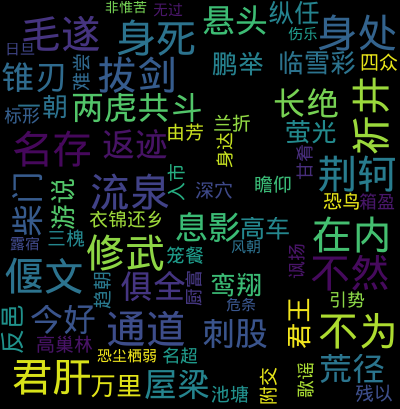 非惟苦 无过
毛遂 身死 悬头 纵任
伤乐 身处
日旦 难尝 拔剑 鹏举 临雪彩 四众
锥刃
一朝 两虎共斗 长绝 祈井
标形
由芳 兰折 萤光
名存 返迹 身达 甘肴 荆轲
入市
柴门 游说 流泉 深穴 瞻仰 恐鸟 箱盈
衣锦还乡 息影 高车 在内
三槐 露宿 修武 笼餐 风朝
讽扬 不然
偃文 趋朝 俱全 厨富 鸾翔
反邑 今好 通道 刺股 危条 君王 引势 不为
高巢林 恐尘栖弱 名超
君肝 万里 屋梁 池塘 附交 歌谣 荒径
残以